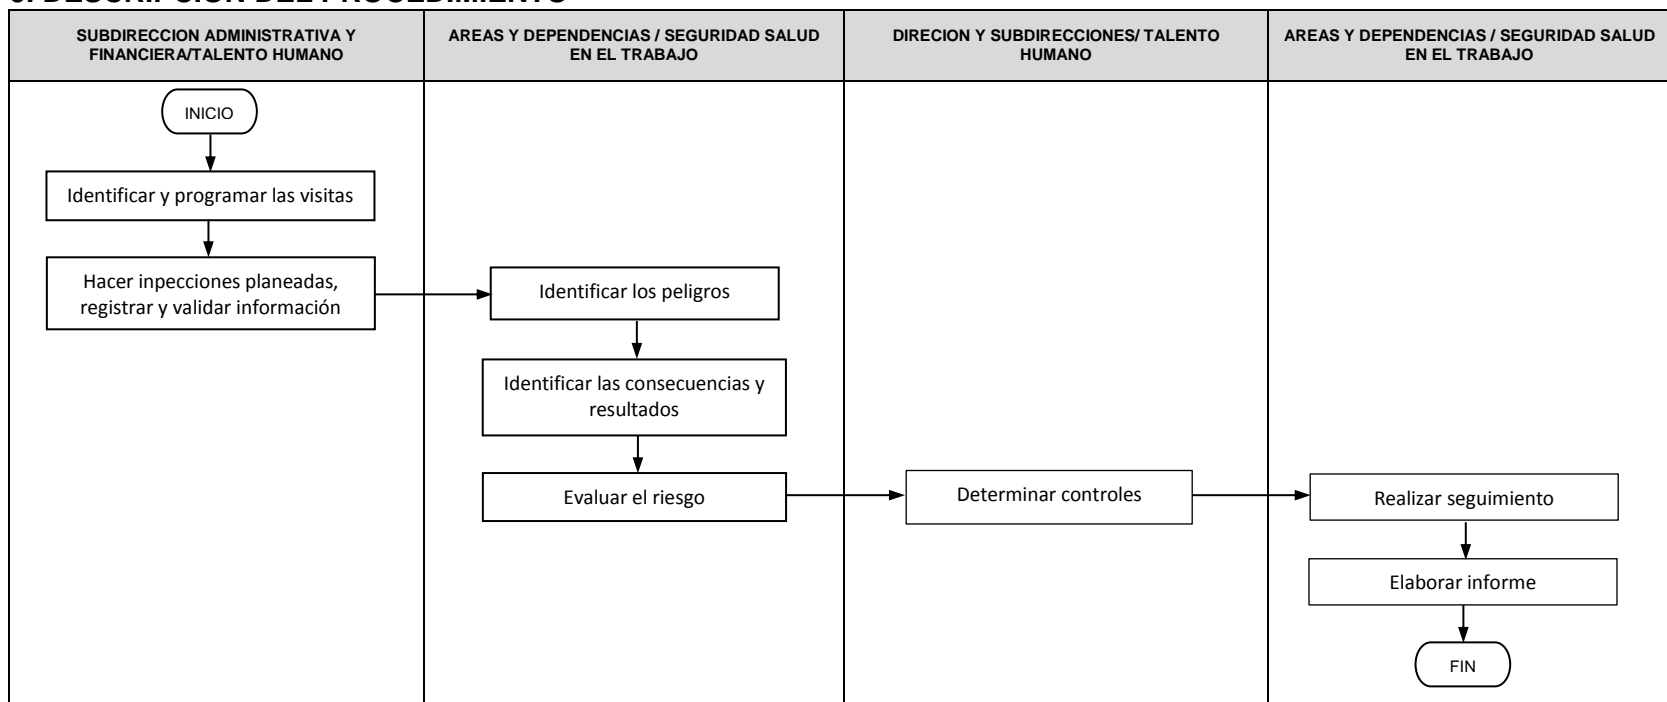 SUBDIRECCION ADMINISTRATIVA Y
FINANCIERA/TALENTO HUMANO
AREAS Y DEPENDENCIAS / SEGURIDAD SALUD
EN EL TRABAJO
DIRECION Y SUBDIRECCIONES/ TALENTO
HUMANO
AREAS Y DEPENDENCIAS / SEGURIDAD SALUD
EN EL TRABAJO
INICIO
Identificar y programar las visitas
Hacer inpecciones planeadas,
registrar y validar información
Identificar los peligros
Identificar las consecuencias y
resultados
Evaluar el riesgo
Determinar controles
Realizar seguimiento
Elaborar informe
FIN